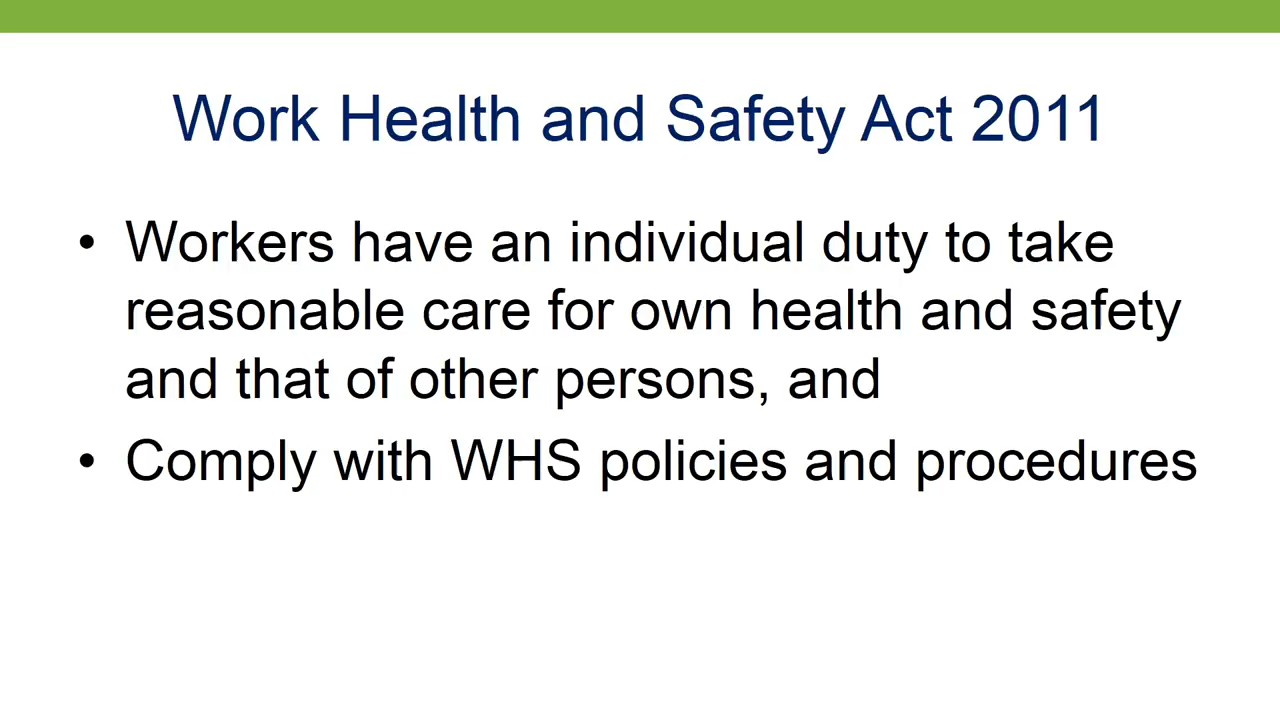 Work Health and Safety Act 2011
• Workers have an individual duty to take
reasonable care for own health and safety
and that of other persons, and
• Comply with WHS policies and procedures